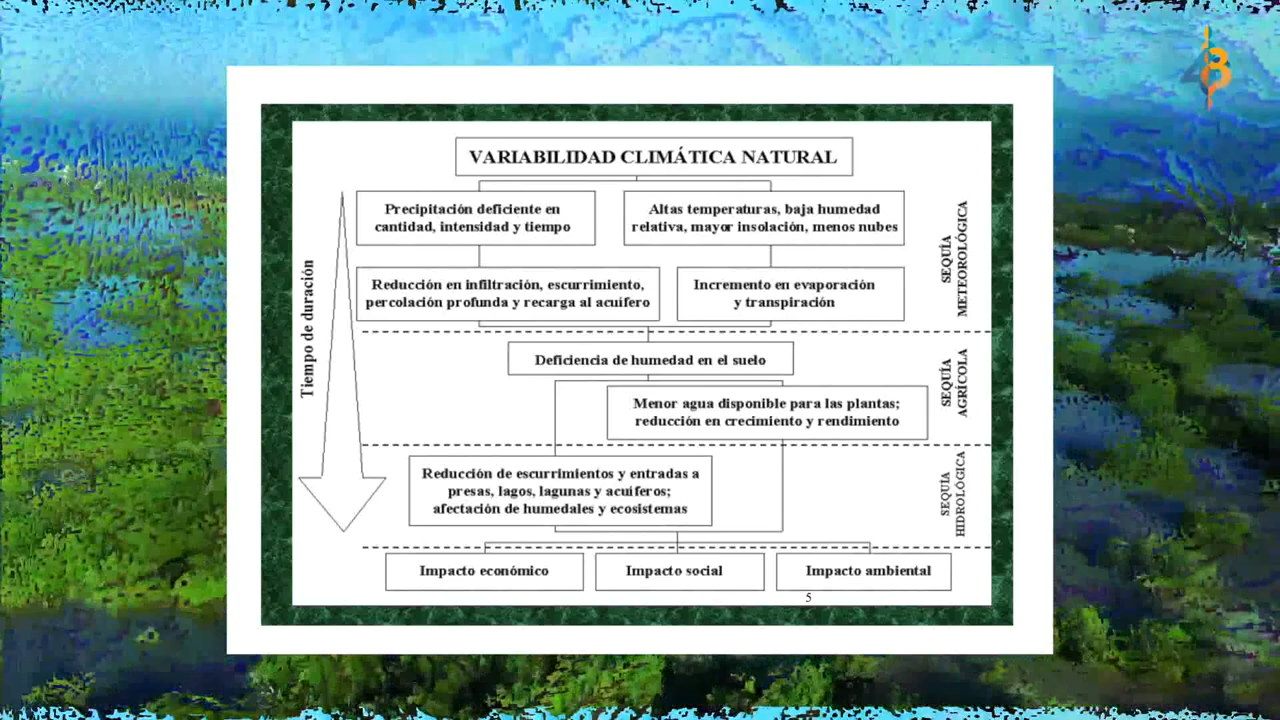 VARIABILIDAD CLIMÁTICA NATURAL
Precipitación deficiente en
cantidad, intensidad y tiempo
Altas temperaturas, baja humedad
relativa, mayor insolación, menos nubes
Reducción en infiltración, escurrimiento,
percolación profunda y recarga al acuífero
Incremento en evaporación
y transpiración
SEQUÍA
METEOROLÓGICA
Tiempo de duración
Deficiencia de humedad en el suelo
Menor agua disponible para las plantas;
reducción en crecimiento y rendimiento
SEQUÍA
AGRÍCOLA
Reducción de escurrimientos y entradas a
presas, lagos, lagunas y acuíferos;
afectación de humedales y ecosistemas
SEQUÍA
HIDROLÓGICA
Impacto económico
Impacto social
Impacto ambiental
5